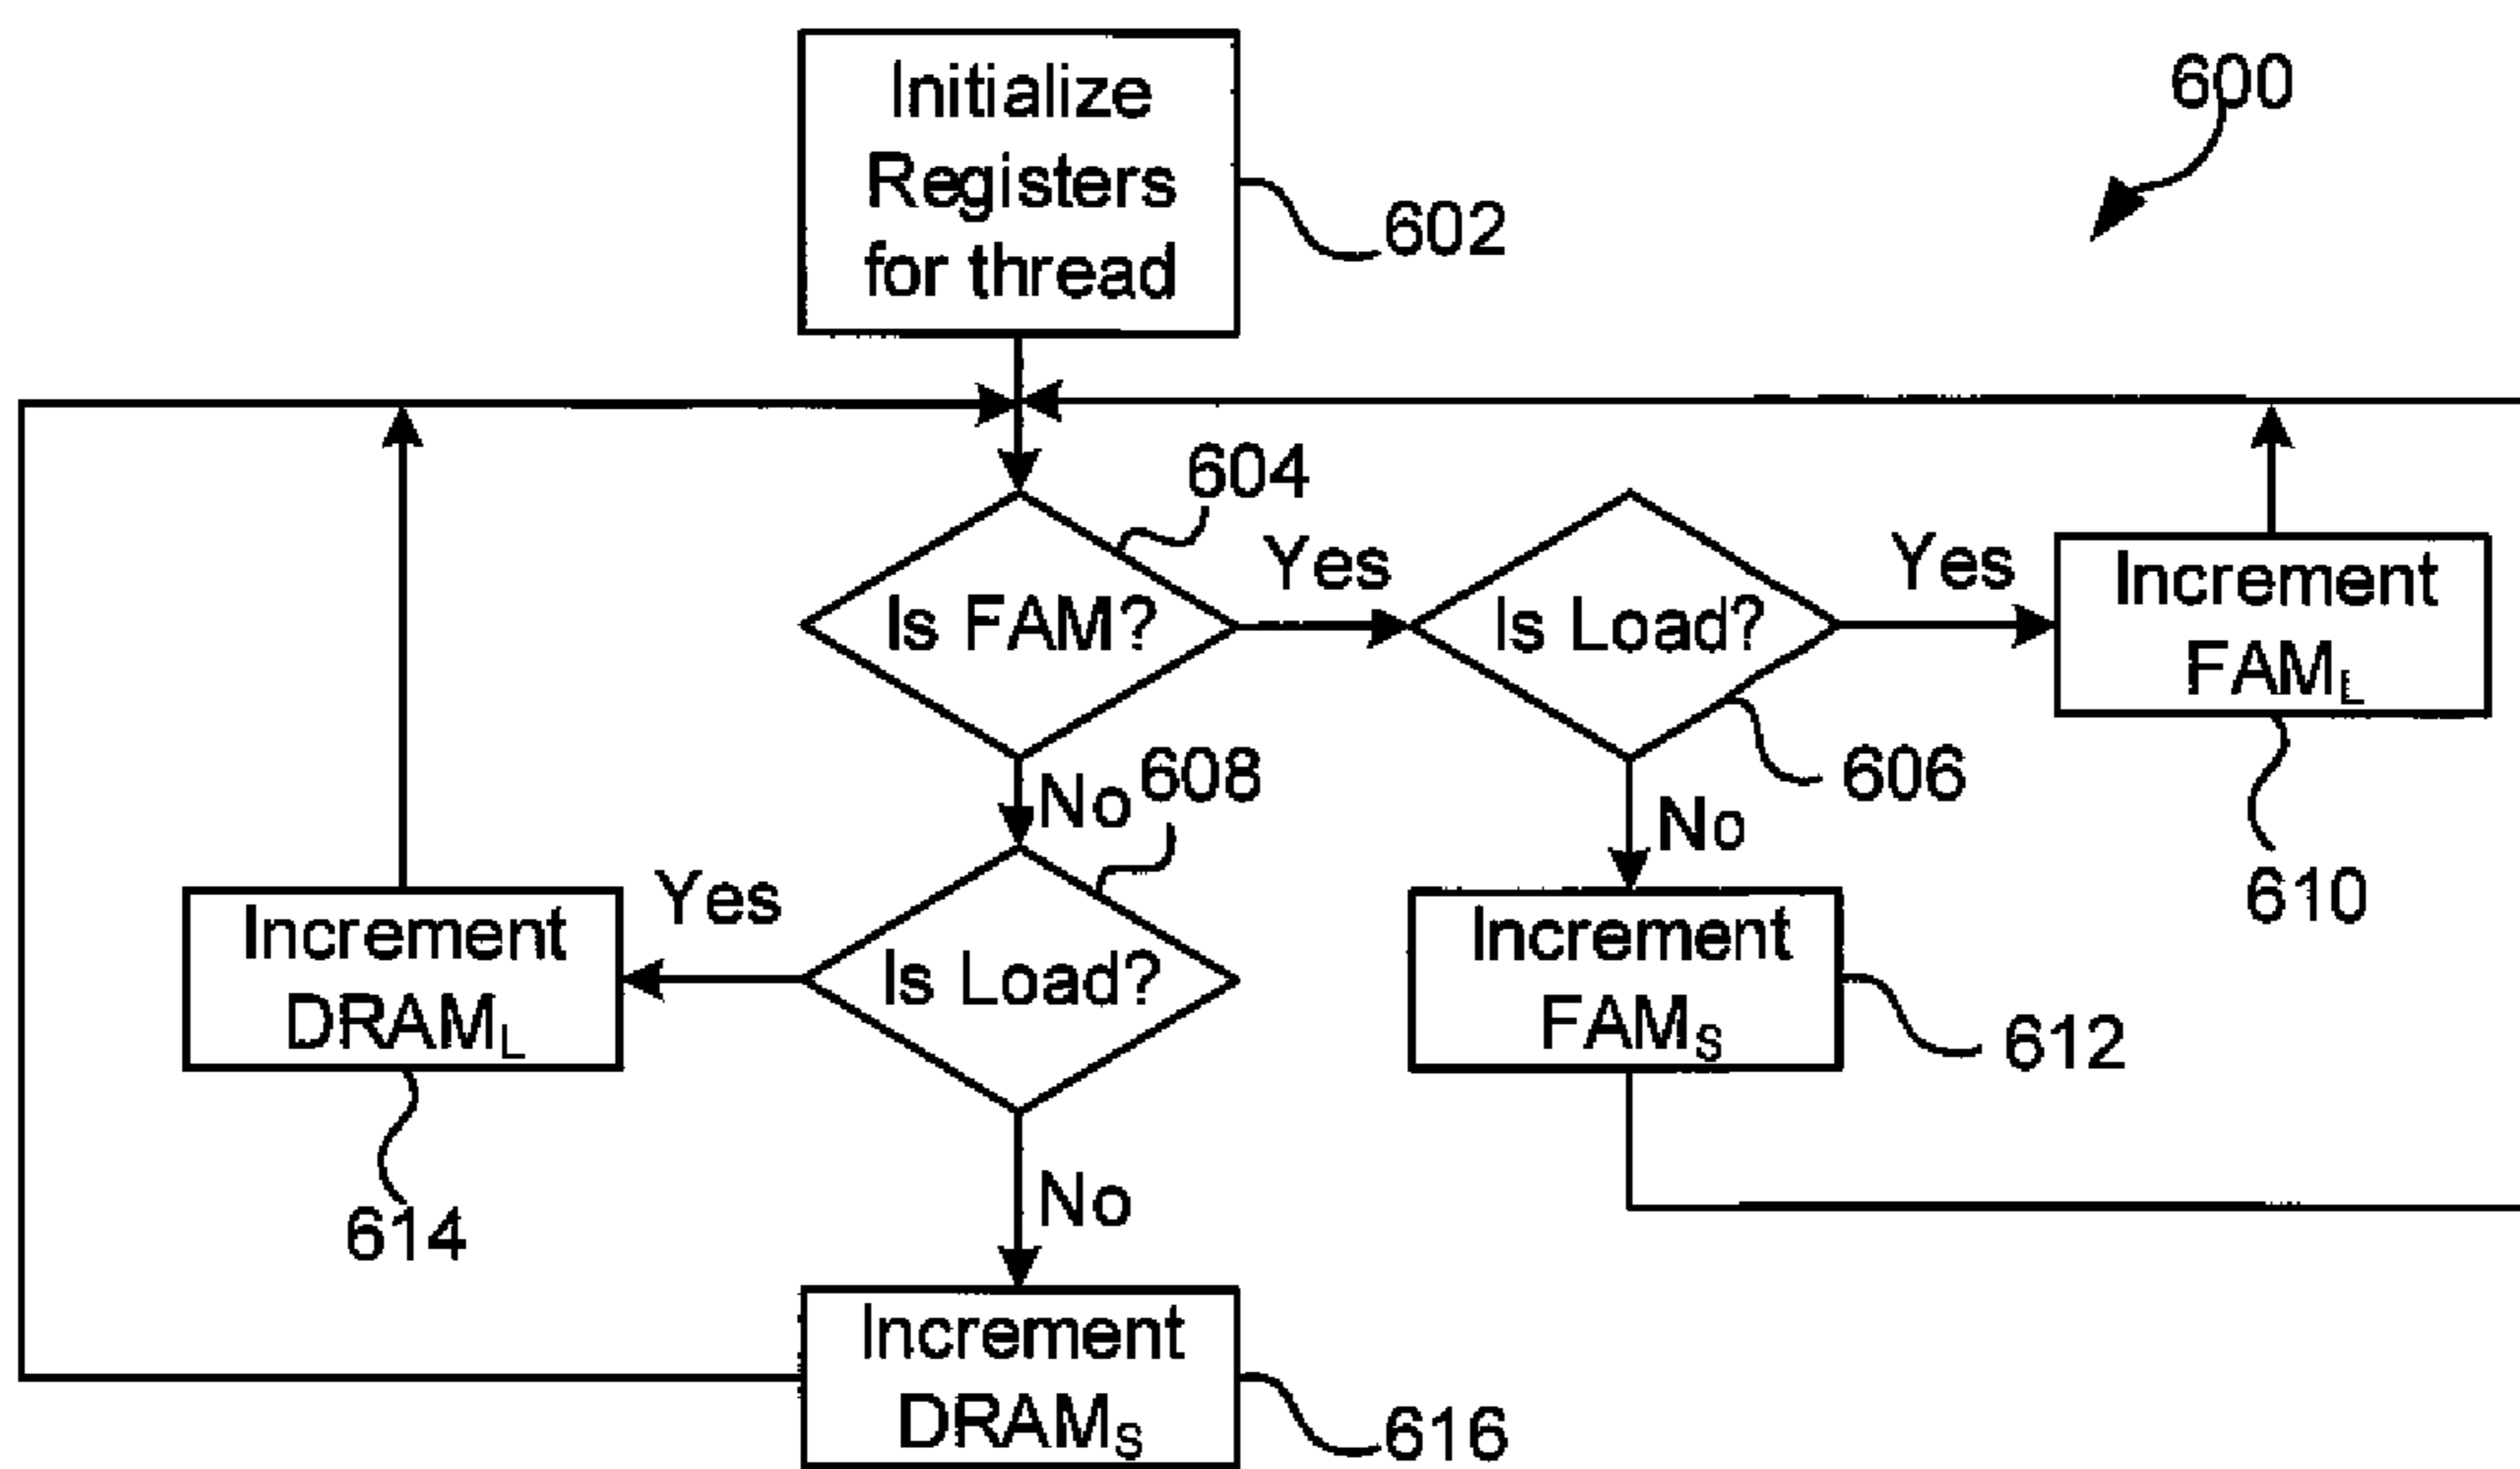 Initialize
Registers
for thread
600
602
604
Is FAM?
Yes
Is Load?
Yes
Increment
FAML
606
610
No
608
No
Increment
FAMS
612
Is Load?
Yes
Increment
DRAML
614
No
Increment
DRAMS
616